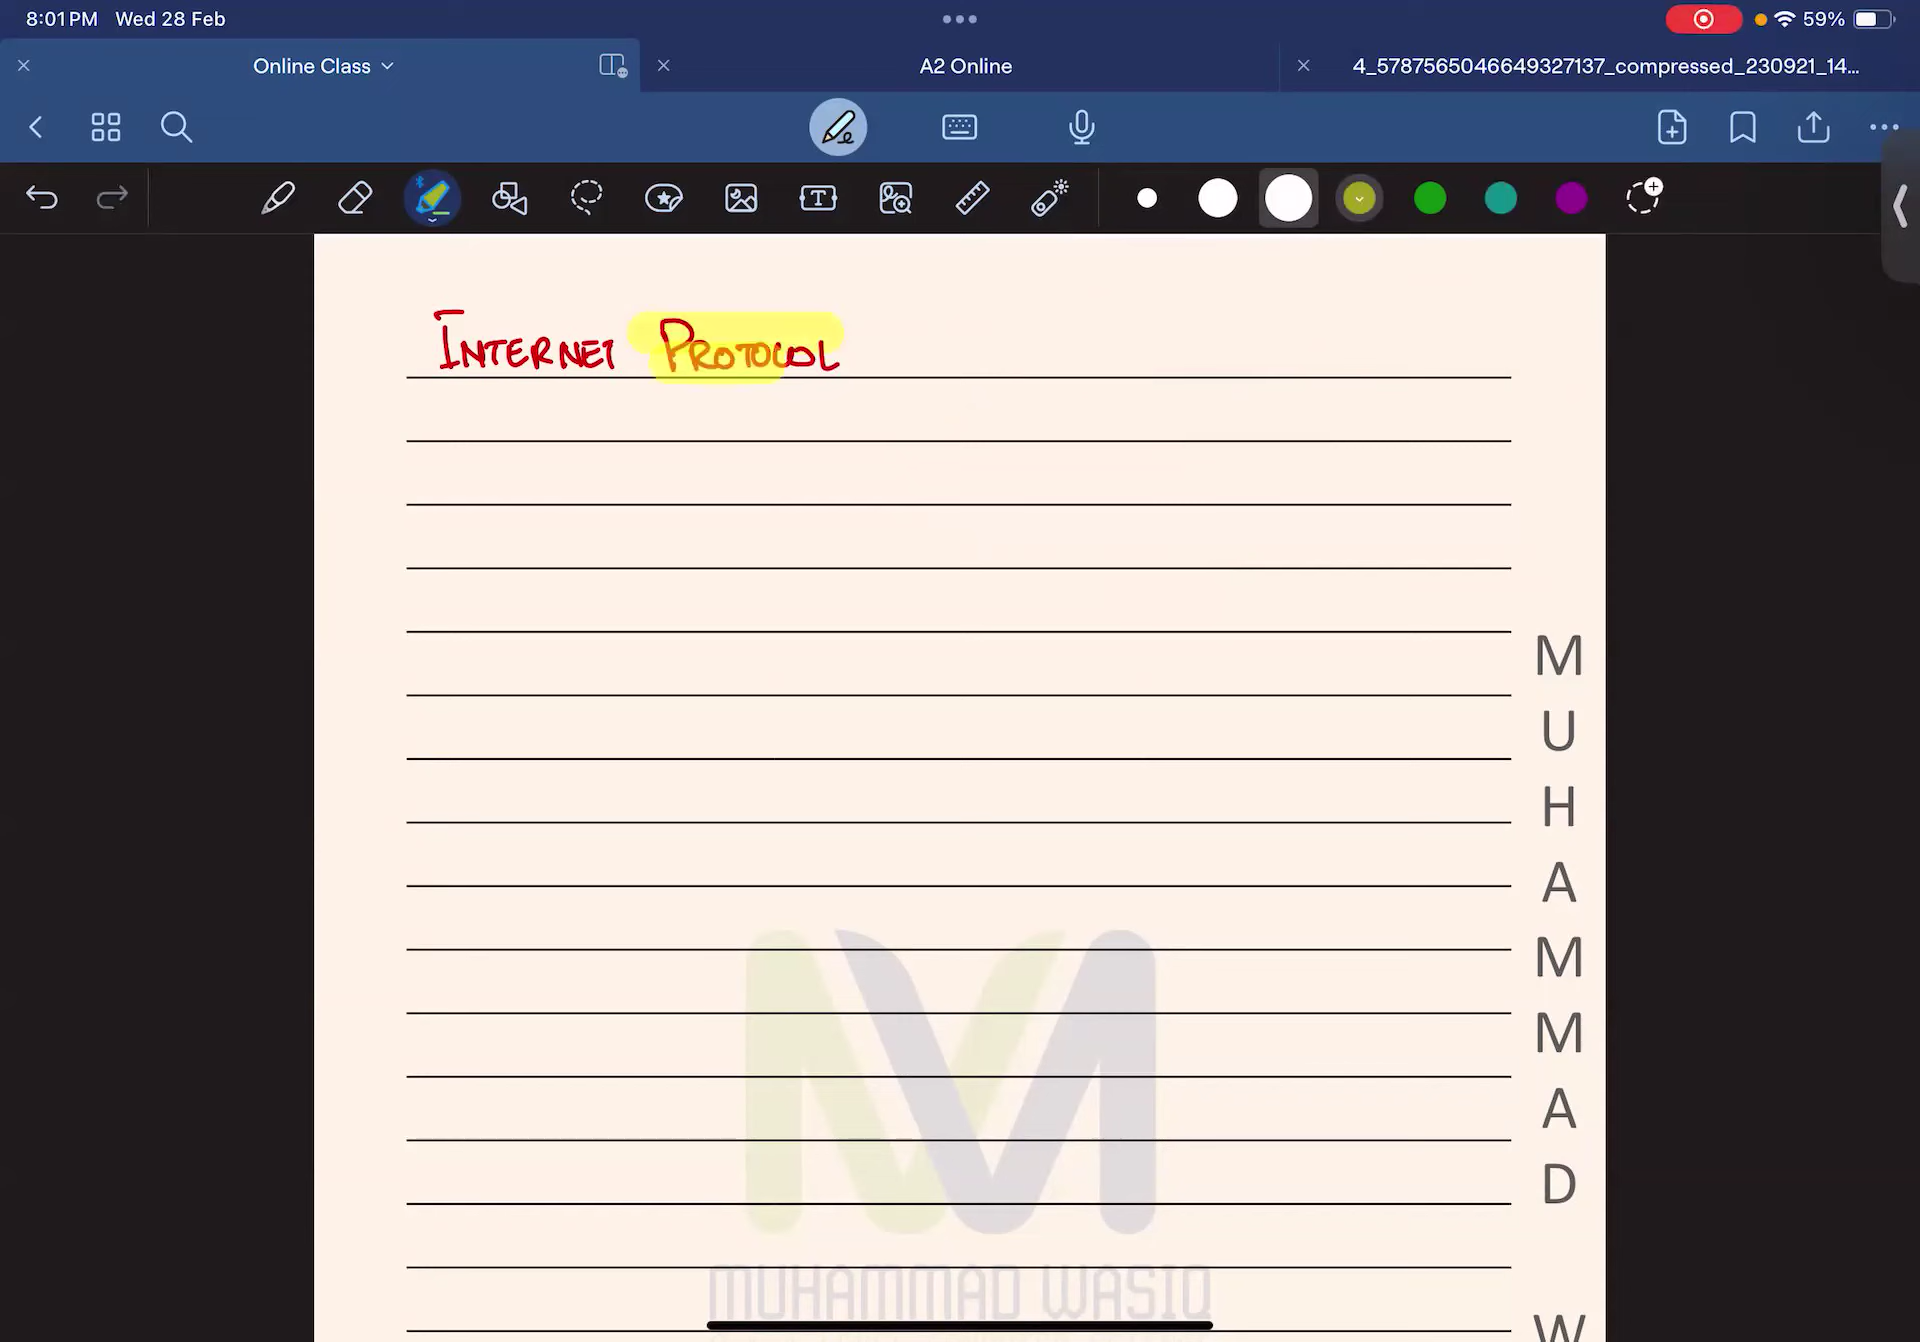 8:01 PM Wed 28 Feb
59%
Online Class
A2 Online
4_5787565046649327137_compressed_230921_14...
INTERNET PROTOCOL
M
U
H
A
M
M
A
D
W
MUHAMMAD WASIQ